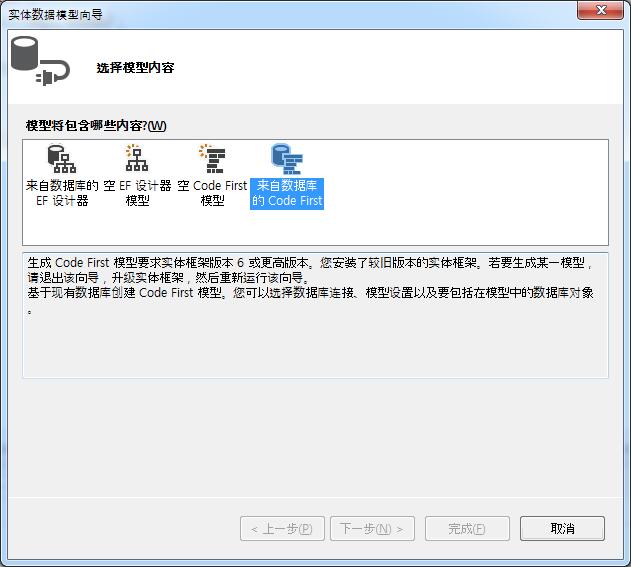 实体数据模型向导
选择模型内容
模型将包含哪些内容?(W)
来自数据库的
EF 设计器
空 EF 设计器
模型
空 Code First
模型
来自数据库
的 Code First
生成 Code First 模型要求实体框架版本 6 或更高版本。您安装了较旧版本的实体框架。若要生成某一模型，
请退出该向导，升级实体框架，然后重新运行该向导。
基于现有数据库创建 Code First 模型。您可以选择数据库连接、模型设置以及要包括在模型中的数据库对象
。
< 上一步(P)
下一步(N) >
完成(F)
取消